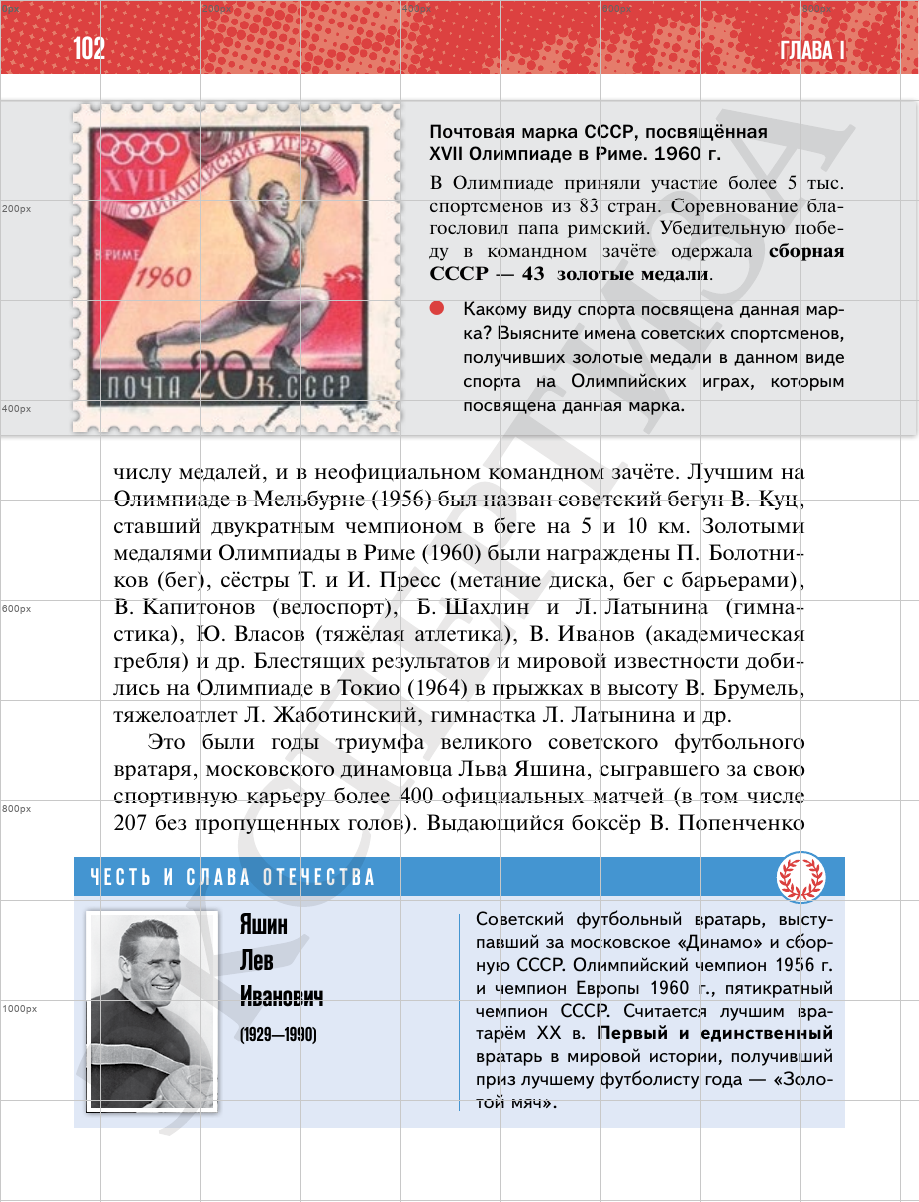 102
ГЛАВА I
XVII
ОЛИМПИЙСКИЕ ИГРЫ
В РИМЕ
1960
ПОЧТА 20 К. СССР
Почтовая марка СССР, посвящённая
XVII Олимпиаде в Риме. 1960 г.
В Олимпиаде приняли участие более 5 тыс.
спортсменов из 83 стран. Соревнование бла-
гословил папа римский. Убедительную побе-
ду в командном зачёте одержала сборная
СССР — 43 золотые медали.
Какому виду спорта посвящена данная мар-
ка? Выясните имена советских спортсменов,
получивших золотые медали в данном виде
спорта на Олимпийских играх, которым
посвящена данная марка.
200px
400px
числу медалей, и в неофициальном командном зачёте. Лучшим на
Олимпиаде в Мельбурне (1956) был назван советский бегун В. Куц,
ставший двукратным чемпионом в беге на 5 и 10 км. Золотыми
медалями Олимпиады в Риме (1960) были награждены П. Болотни-
ков (бег), сёстры Т. и И. Пресс (метание диска, бег с барьерами),
600px
В. Капитонов (велоспорт), Б. Шахлин и Л. Латынина (гимна-
стика), Ю. Власов (тяжёлая атлетика), В. Иванов (академическая
гребля) и др. Блестящих результатов и мировой известности доби-
лись на Олимпиаде в Токио (1964) в прыжках в высоту В. Брумель,
тяжелоатлет Л. Жаботинский, гимнастка Л. Латынина и др.
Это были годы триумфа великого советского футбольного
вратаря, московского динамовца Льва Яшина, сыгравшего за свою
спортивную карьеру более 400 официальных матчей (в том числе
800px
207 без пропущенных голов). Выдающийся боксёр В. Попенченко
ЧЕСТЬ И СЛАВА ОТЕЧЕСТВА
Яшин
Лев
Иванович
(1929—1990)
1000px
Советский футбольный вратарь, высту-
павший за московское «Динамо» и сбор-
ную СССР. Олимпийский чемпион 1956 г.
и чемпион Европы 1960 г., пятикратный
чемпион СССР. Считается лучшим вра-
тарём XX в. Первый и единственный
вратарь в мировой истории, получивший
приз лучшему футболисту года — «Золо-
той мяч».
ЭКСПЕРТИЗА